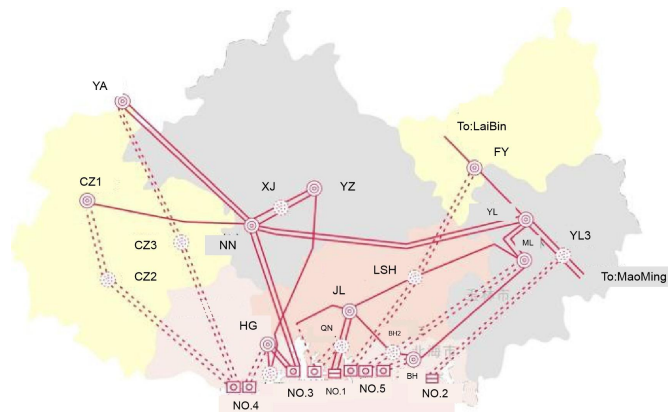 To:LaiBin
FY
YA
CZ1
XJ
YZ
YL
YL3
CZ3
NN
ML
CZ2
LSH
To:MaoMing
JL
HG
QN
BH2
BH
NO.4
NO.3
NO.1
NO.5
NO.2